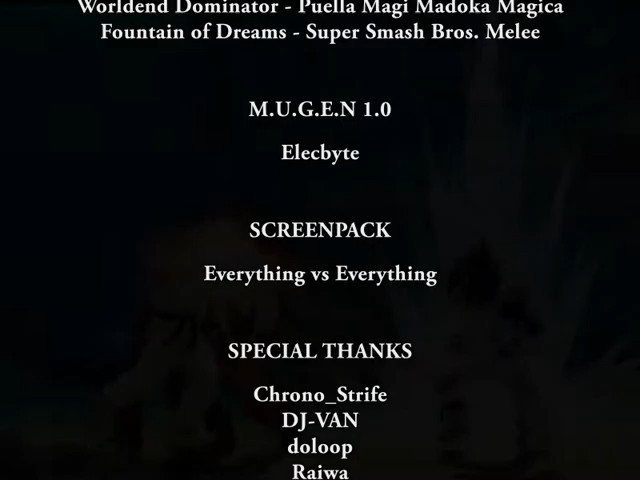 Worldend Dominator - Puella Magi Madoka Magica
Fountain of Dreams - Super Smash Bros. Melee
M.U.G.E.N 1.0
Elecbyte
SCREENPACK
Everything vs Everything
SPECIAL THANKS
Chrono_Strife
DJ-VAN
doloop
Raiwa